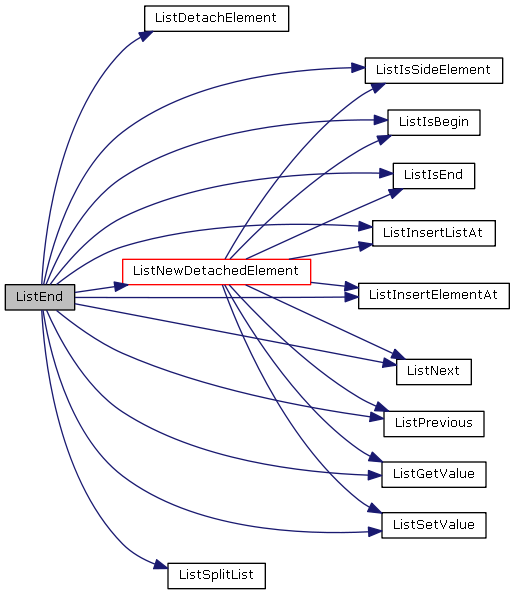 ListDetachElement
ListIsSideElement
ListIsBegin
ListIsEnd
ListInsertListAt
ListNewDetachedElement
ListEnd
ListInsertElementAt
ListNext
ListPrevious
ListGetValue
ListSetValue
ListSplitList